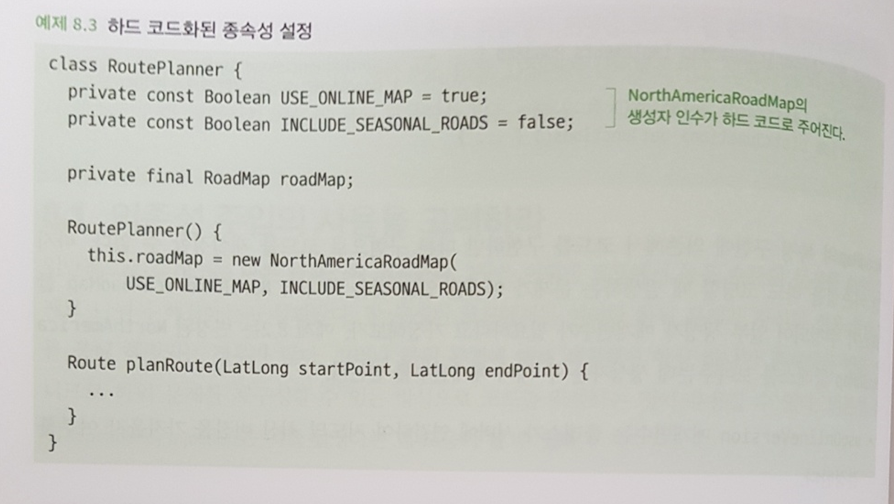 예제 8.3 하드 코드화된 종속성 설정
class RoutePlanner {
  private const Boolean USE_ONLINE_MAP = true;
  private const Boolean INCLUDE_SEASONAL_ROADS = false;
NorthAmericaRoadMap의
생성자 인수가 하드 코드로 주어진다.
  private final RoadMap roadMap;
  RoutePlanner() {
    this.roadMap = new NorthAmericaRoadMap(
        USE_ONLINE_MAP, INCLUDE_SEASONAL_ROADS);
  }
  Route planRoute(LatLong startPoint, LatLong endPoint) {
    ...
  }
}